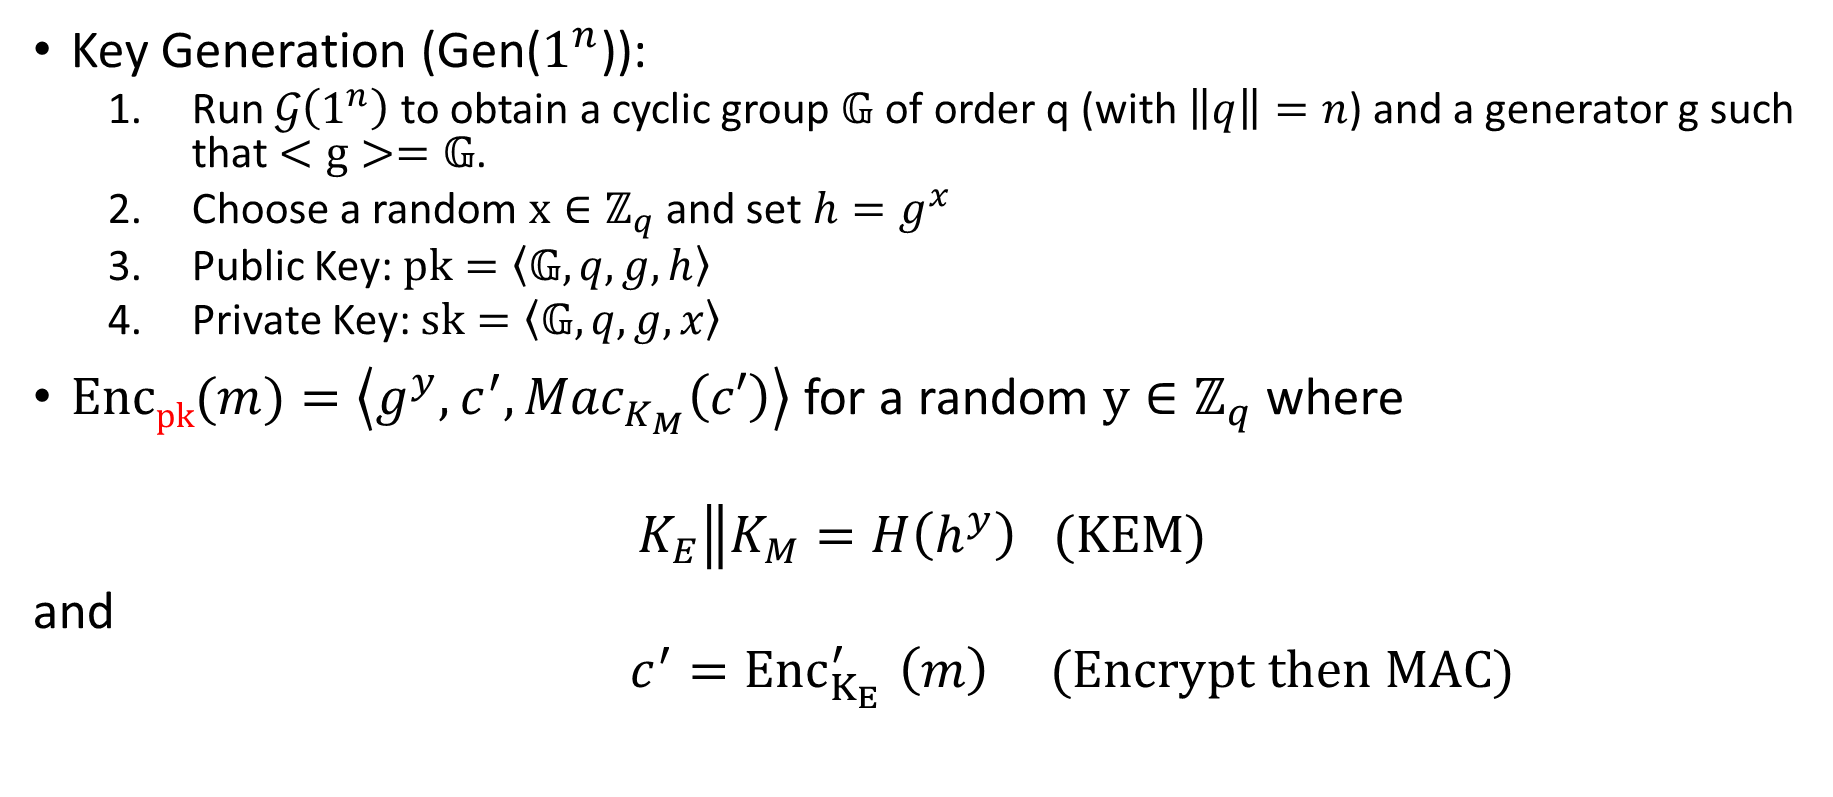 • Key Generation (Gen(1ⁿ)):
1. Run 𝒢(1ⁿ) to obtain a cyclic group 𝔾 of order q (with ‖q‖ = n) and a generator g such
that < g >= 𝔾.
2. Choose a random x ∈ ℤ_q and set h = g^x
3. Public Key: pk = ⟨𝔾, q, g, h⟩
4. Private Key: sk = ⟨𝔾, q, g, x⟩
• Enc_pk(m) = ⟨g^y, c′, Mac_{K_M}(c′)⟩ for a random y ∈ ℤ_q where
K_E‖K_M = H(h^y) (KEM)
and
c′ = Enc′_{K_E} (m) (Encrypt then MAC)